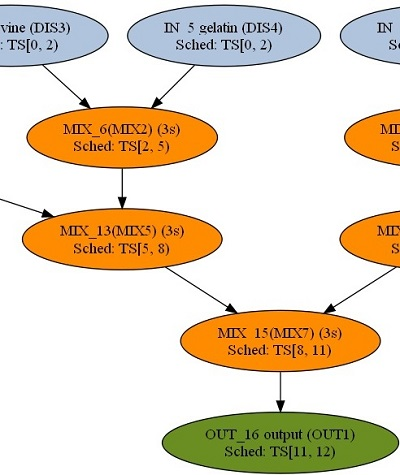 vine (DIS3)
: TS[0, 2)
IN_5 gelatin (DIS4)
Sched: TS[0, 2)
IN
MIX_6(MIX2) (3s)
Sched: TS[2, 5)
MIX_13(MIX5) (3s)
Sched: TS[5, 8)
MIX_15(MIX7) (3s)
Sched: TS[8, 11)
OUT_16 output (OUT1)
Sched: TS[11, 12)